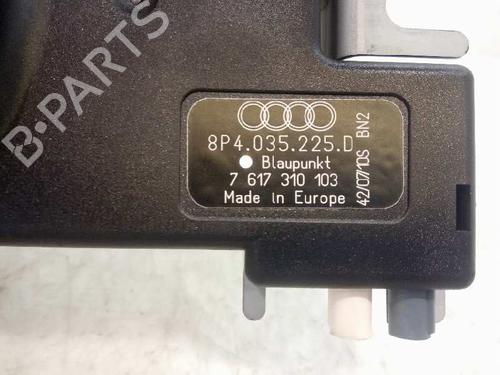 B-PARTS
8P4.035.225.D
Blaupunkt
7 617 310 103
Made in Europe
42/07/10S BN2